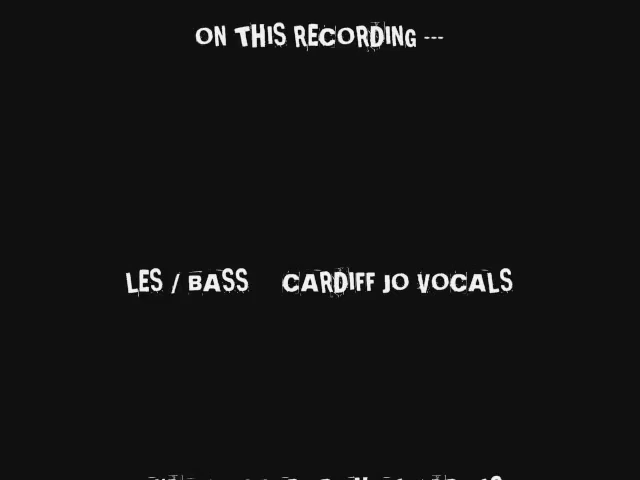 ON THIS RECORDING ---
LES / BASS CARDIFF JO VOCALS